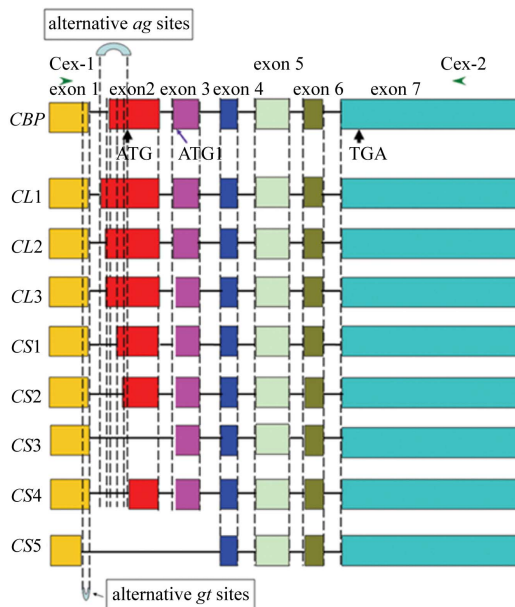 alternative ag sites
Cex-1 exon 5 Cex-2
exon 1 exon2 exon 3 exon 4 exon 6 exon 7
CBP
ATG ATG1 TGA
CL1
CL2
CL3
CS1
CS2
CS3
CS4
CS5
alternative gt sites